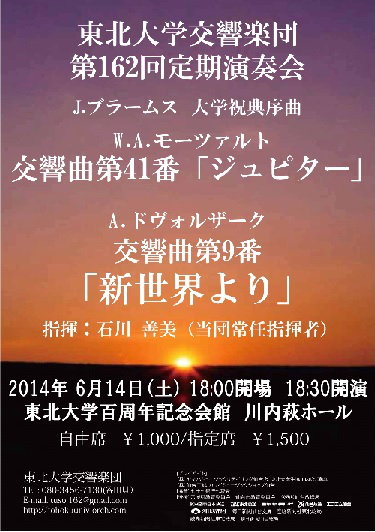 東北大学交響楽団
第162回定期演奏会
J.ブラームス 大学祝典序曲
W.A.モーツァルト
交響曲第41番「ジュピター」
A.ドヴォルザーク
交響曲第9番
「新世界より」
指揮：石川 善美（当団常任指揮者）
2014年 6月14日(土) 18:00開場 18:30開演
東北大学百周年記念会館 川内萩ホール
自由席 ￥1,000/指定席 ￥1,500
東北大学交響楽団